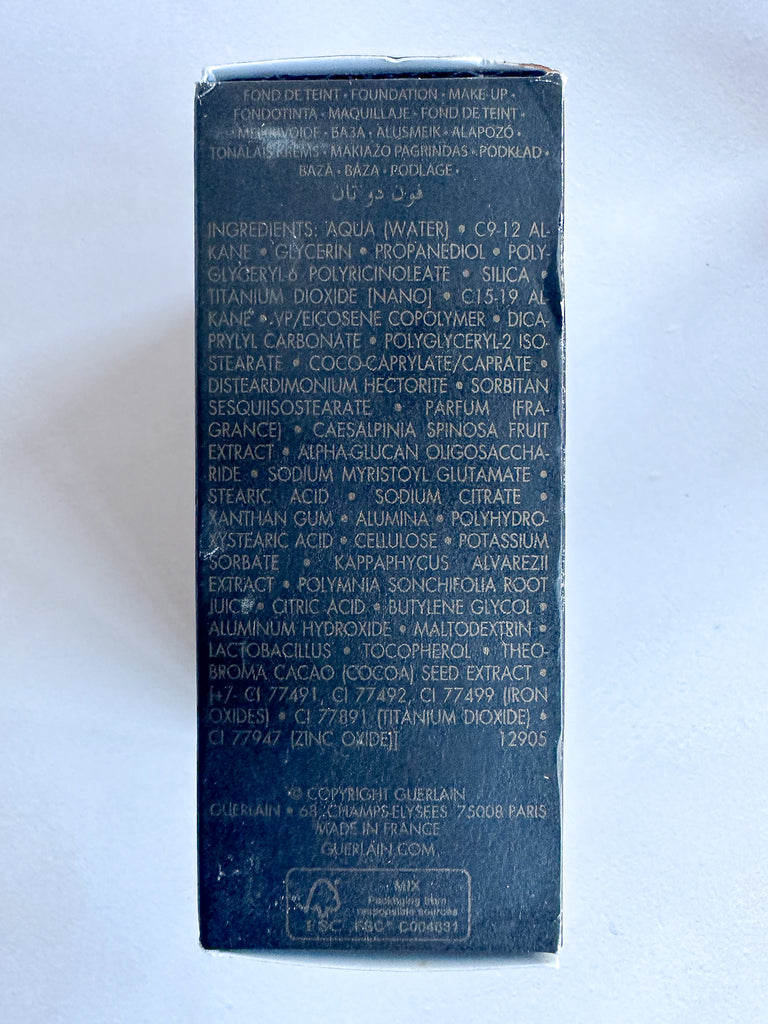 FOND DE TEINT • FOUNDATION • MAKE-UP •
FONDOTINTA • MAQUILLAJE • FOND DE TEINT •
MEIKKIVOIDE • БАЗА • ALUSMEIK • ALAPOZÓ •
TONĀLAIS KRĒMS • MAKIAŽO PAGRINDAS • PODKŁAD •
BAZĂ • BÁZA • PODLAGE •
فون دو تان
INGREDIENTS: AQUA (WATER) • C9-12 AL-
KANE • GLYCERIN • PROPANEDIOL • POLY-
GLYCERYL-6 POLYRICINOLEATE • SILICA •
TITANIUM DIOXIDE [NANO] • C15-19 AL-
KANE • VP/EICOSENE COPOLYMER • DICA-
PRYLYL CARBONATE • POLYGLYCERYL-2 ISO-
STEARATE • COCO-CAPRYLATE/CAPRATE •
DISTEARDIMONIUM HECTORITE • SORBITAN
SESQUIISOSTEARATE • PARFUM (FRA-
GRANCE) • CAESALPINIA SPINOSA FRUIT
EXTRACT • ALPHA-GLUCAN OLIGOSACCHA-
RIDE • SODIUM MYRISTOYL GLUTAMATE •
STEARIC ACID • SODIUM CITRATE •
XANTHAN GUM • ALUMINA • POLYHYDRO-
XYSTEARIC ACID • CELLULOSE • POTASSIUM
SORBATE • KAPPAPHYCUS ALVAREZII
EXTRACT • POLYMNIA SONCHIFOLIA ROOT
JUICE • CITRIC ACID • BUTYLENE GLYCOL •
ALUMINUM HYDROXIDE • MALTODEXTRIN •
LACTOBACILLUS • TOCOPHEROL • THEO-
BROMA CACAO (COCOA) SEED EXTRACT •
[+/- CI 77491, CI 77492, CI 77499 (IRON
OXIDES) • CI 77891 (TITANIUM DIOXIDE) •
CI 77947 (ZINC OXIDE)] 12905
© COPYRIGHT GUERLAIN
GUERLAIN • 68, CHAMPS-ELYSEES 75008 PARIS
MADE IN FRANCE
GUERLAIN.COM
MIX
Packaging from
responsible sources
FSC FSC® C004891